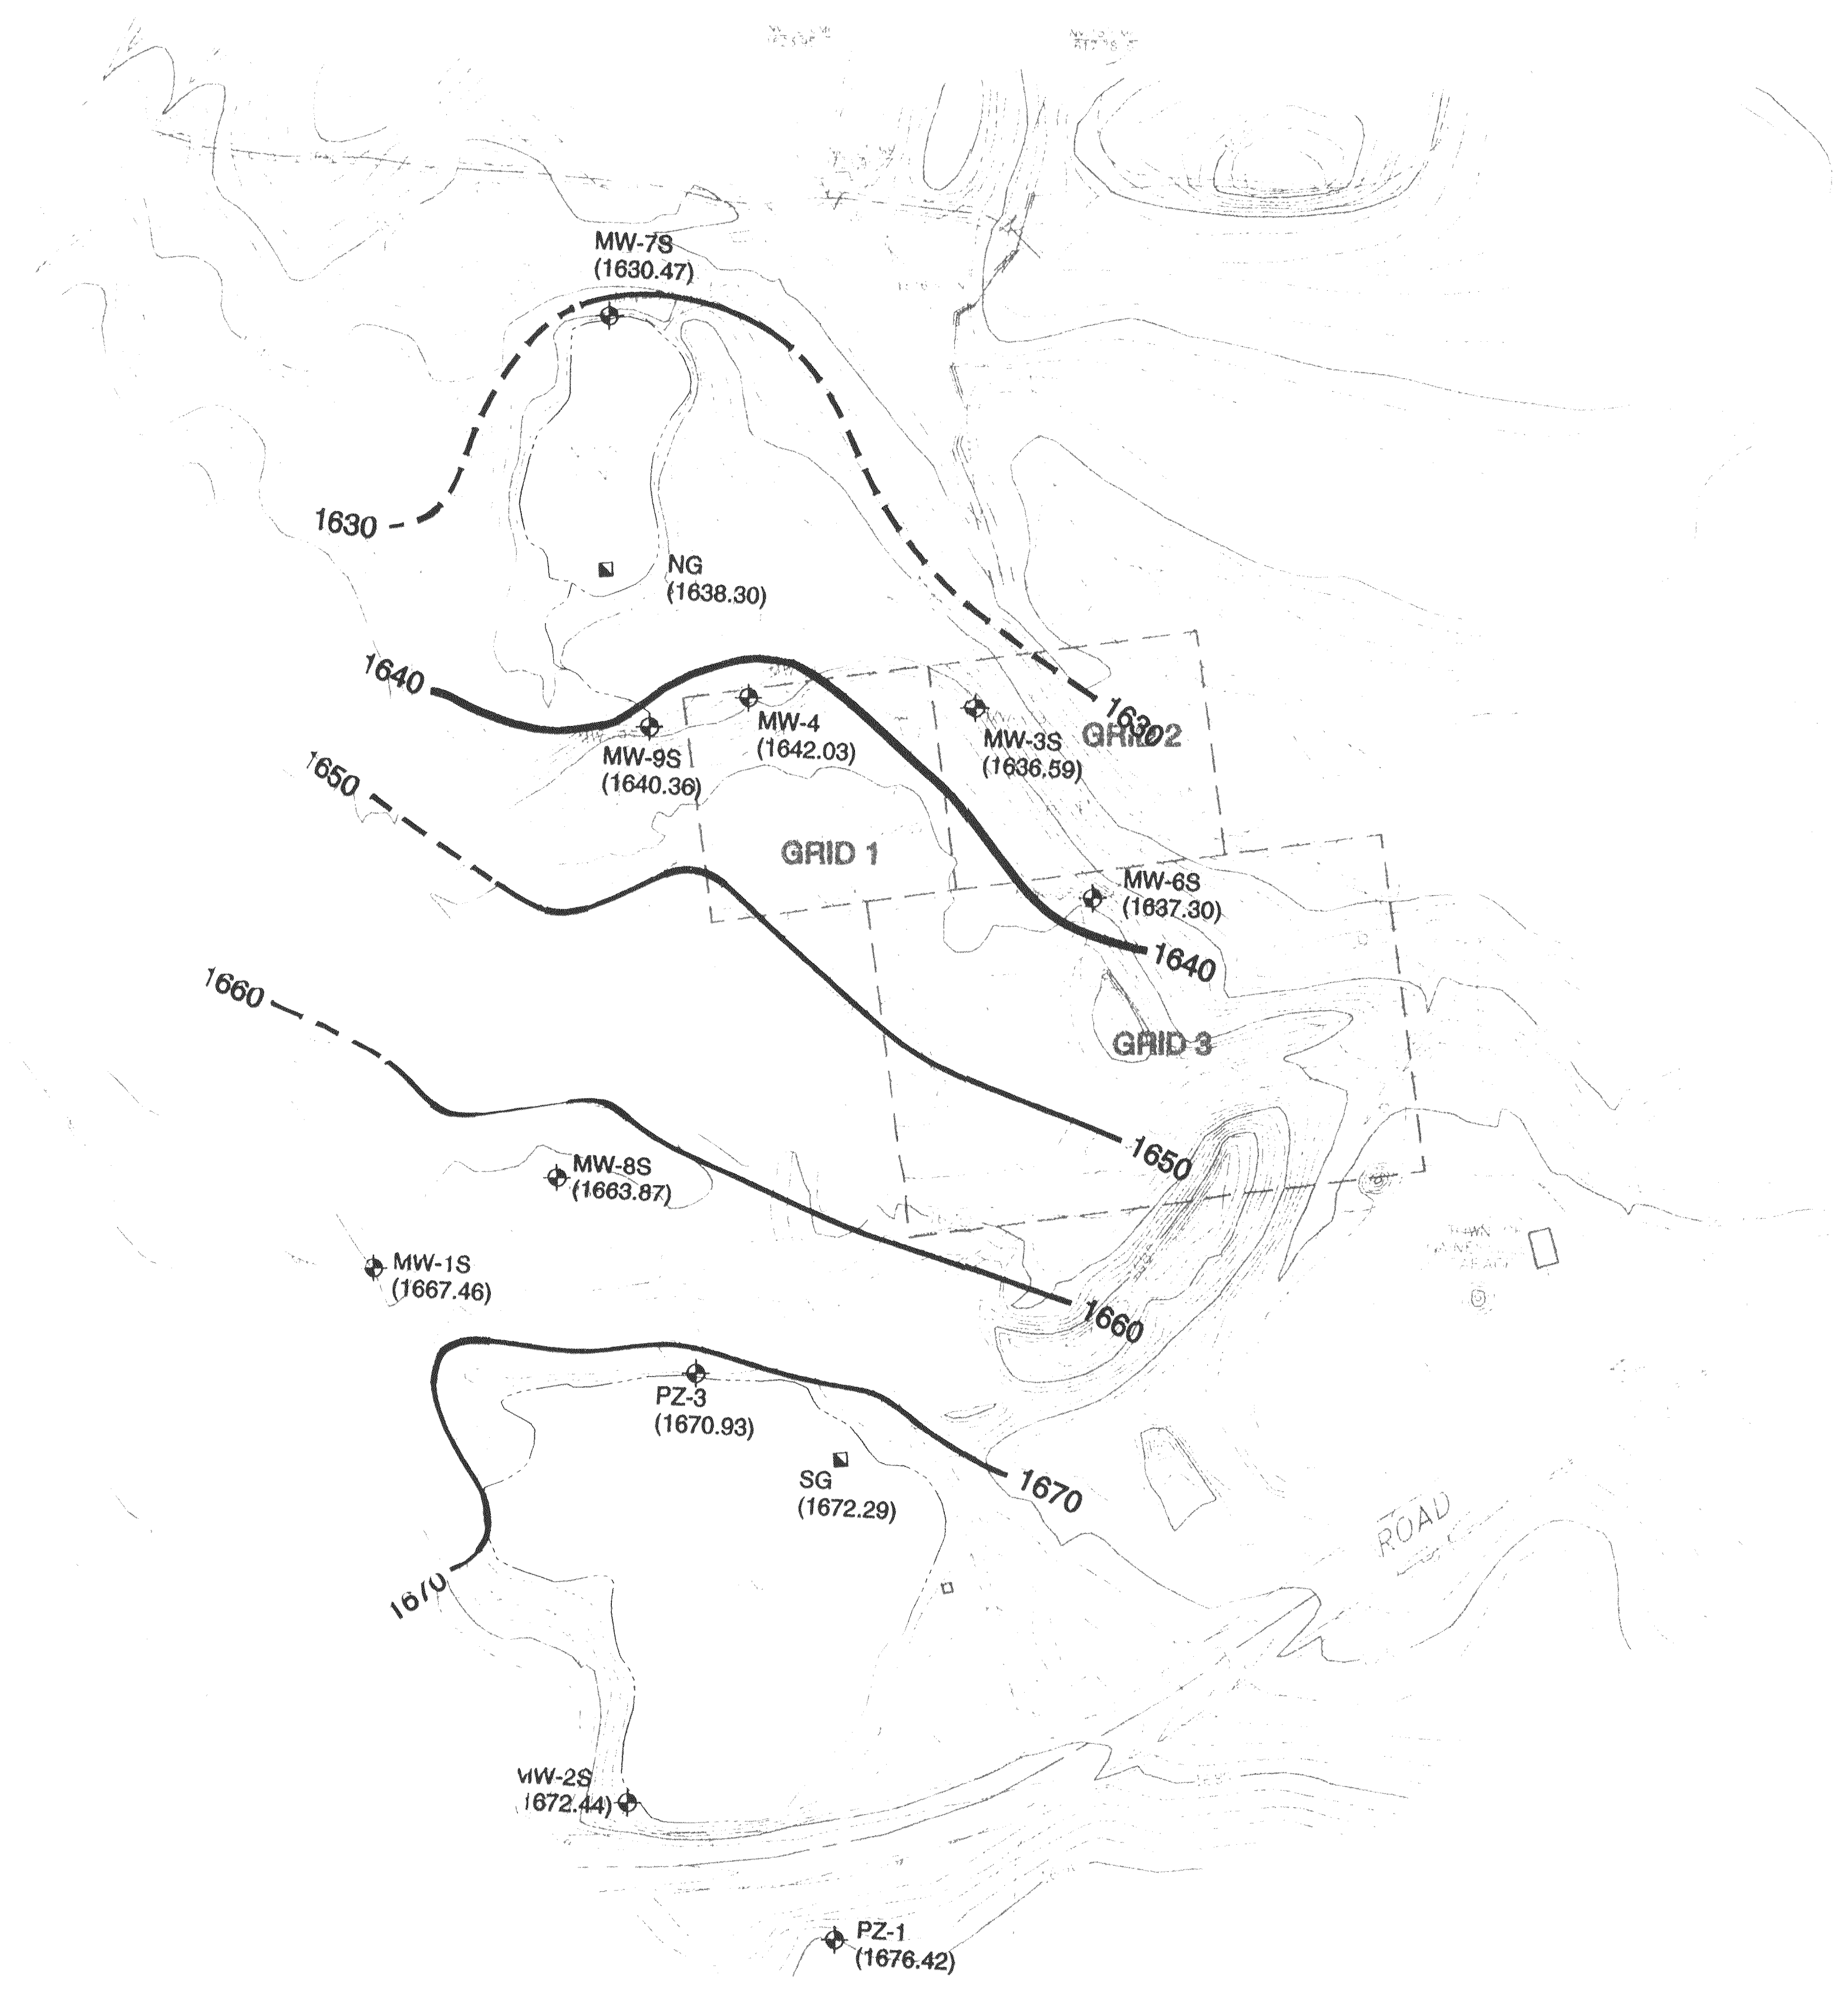 MW-7S
(1630.47)
1630
NG
(1638.30)
1640
1630
GRID 2
MW-4
(1642.03)
MW-3S
(1636.59)
MW-9S
(1640.36)
1650
GRID 1
MW-6S
(1637.30)
1640
1660
GRID 3
1650
MW-8S
(1663.87)
MW-1S
(1667.46)
1660
PZ-3
(1670.93)
SG
(1672.29)
1670
ROAD
1670
MW-2S
1672.44)
PZ-1
(1676.42)